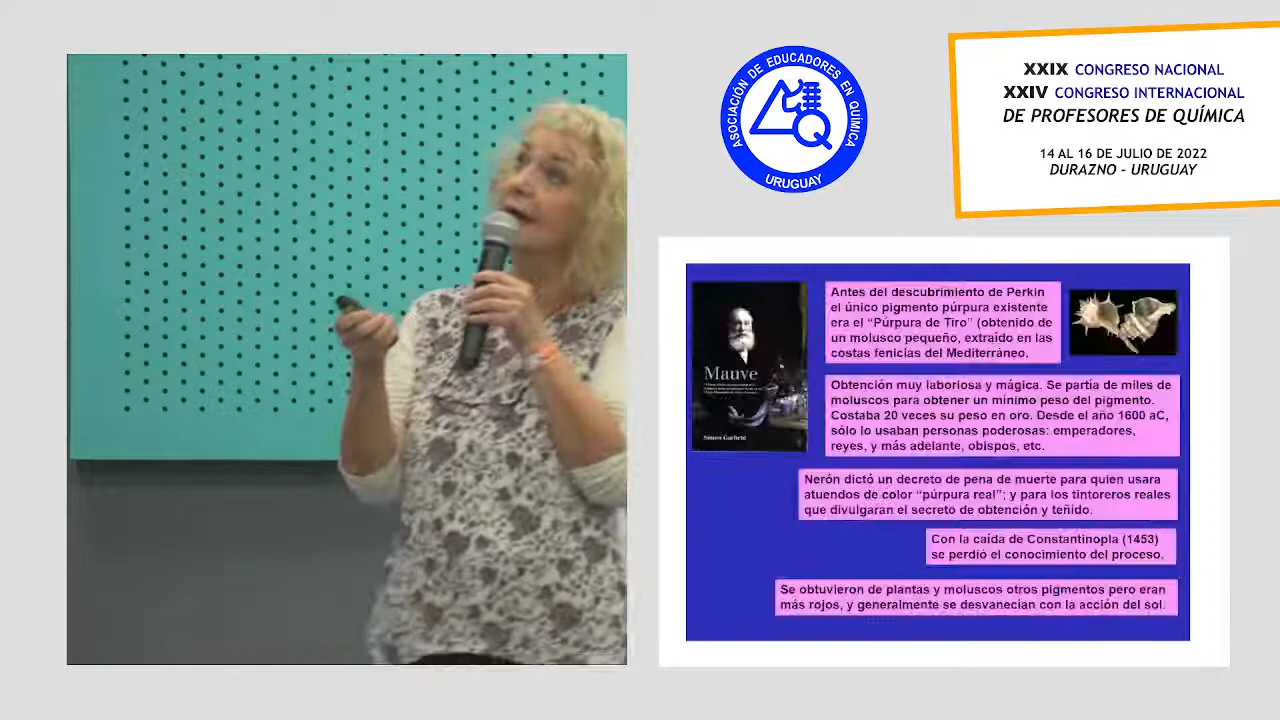 ASOCIACIÓN DE EDUCADORES EN QUÍMICA
URUGUAY
XXIX CONGRESO NACIONAL
XXIV CONGRESO INTERNACIONAL
DE PROFESORES DE QUÍMICA
14 AL 16 DE JULIO DE 2022
DURAZNO - URUGUAY
Mauve
Simon Garfield
Antes del descubrimiento de Perkin
el único pigmento púrpura existente
era el “Púrpura de Tiro” (obtenido de
un molusco pequeño, extraído en las
costas fenicias del Mediterráneo.
Obtención muy laboriosa y mágica. Se partía de miles de
moluscos para obtener un mínimo peso del pigmento.
Costaba 20 veces su peso en oro. Desde el año 1600 aC,
sólo lo usaban personas poderosas: emperadores,
reyes, y más adelante, obispos, etc.
Nerón dictó un decreto de pena de muerte para quien usara
atuendos de color “púrpura real”; y para los tintoreros reales
que divulgaran el secreto de obtención y teñido.
Con la caída de Constantinopla (1453)
se perdió el conocimiento del proceso.
Se obtuvieron de plantas y moluscos otros pigmentos pero eran
más rojos, y generalmente se desvanecían con la acción del sol.